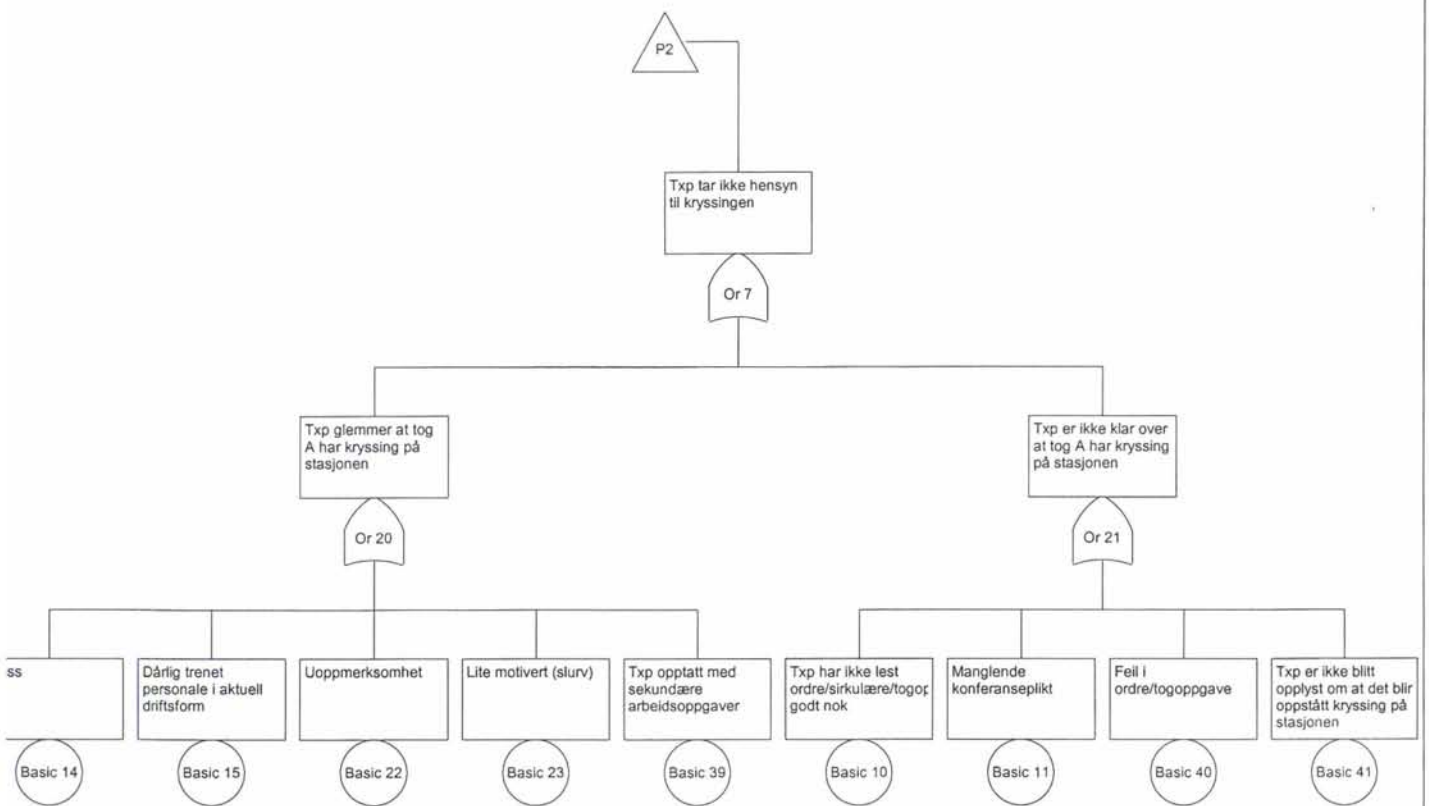 P2
Txp tar ikke hensyn
til kryssingen
Or 7
Txp glemmer at tog
A har kryssing på
stasjonen
Txp er ikke klar over
at tog A har kryssing
på stasjonen
Or 20
Or 21
ss
Dårlig trenet
personale i aktuell
driftsform
Uoppmerksomhet
Lite motivert (slurv)
Txp opptatt med
sekundære
arbeidsoppgaver
Txp har ikke lest
ordre/sirkulære/togop
godt nok
Manglende
konferanseplikt
Feil i
ordre/togoppgave
Txp er ikke blitt
opplyst om at det blir
oppstått kryssing på
stasjonen
Basic 14
Basic 15
Basic 22
Basic 23
Basic 39
Basic 10
Basic 11
Basic 40
Basic 41